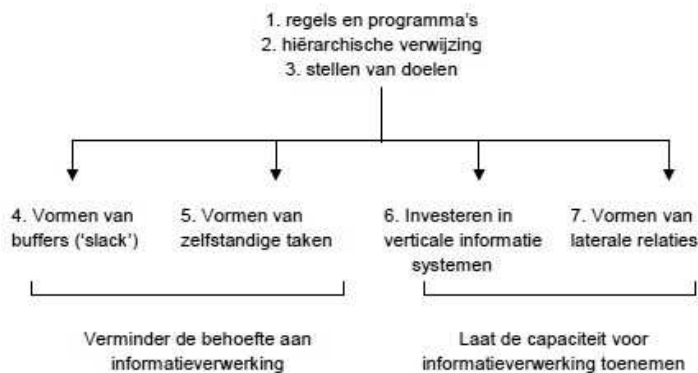 1. regels en programma's
2. hiërarchische verwijzing
3. stellen van doelen
4. Vormen van
buffers ('slack')
5. Vormen van
zelfstandige taken
6. Investeren in
verticale informatie
systemen
7. Vormen van
laterale relaties
Verminder de behoefte aan
informatieverwerking
Laat de capaciteit voor
informatieverwerking toenemen